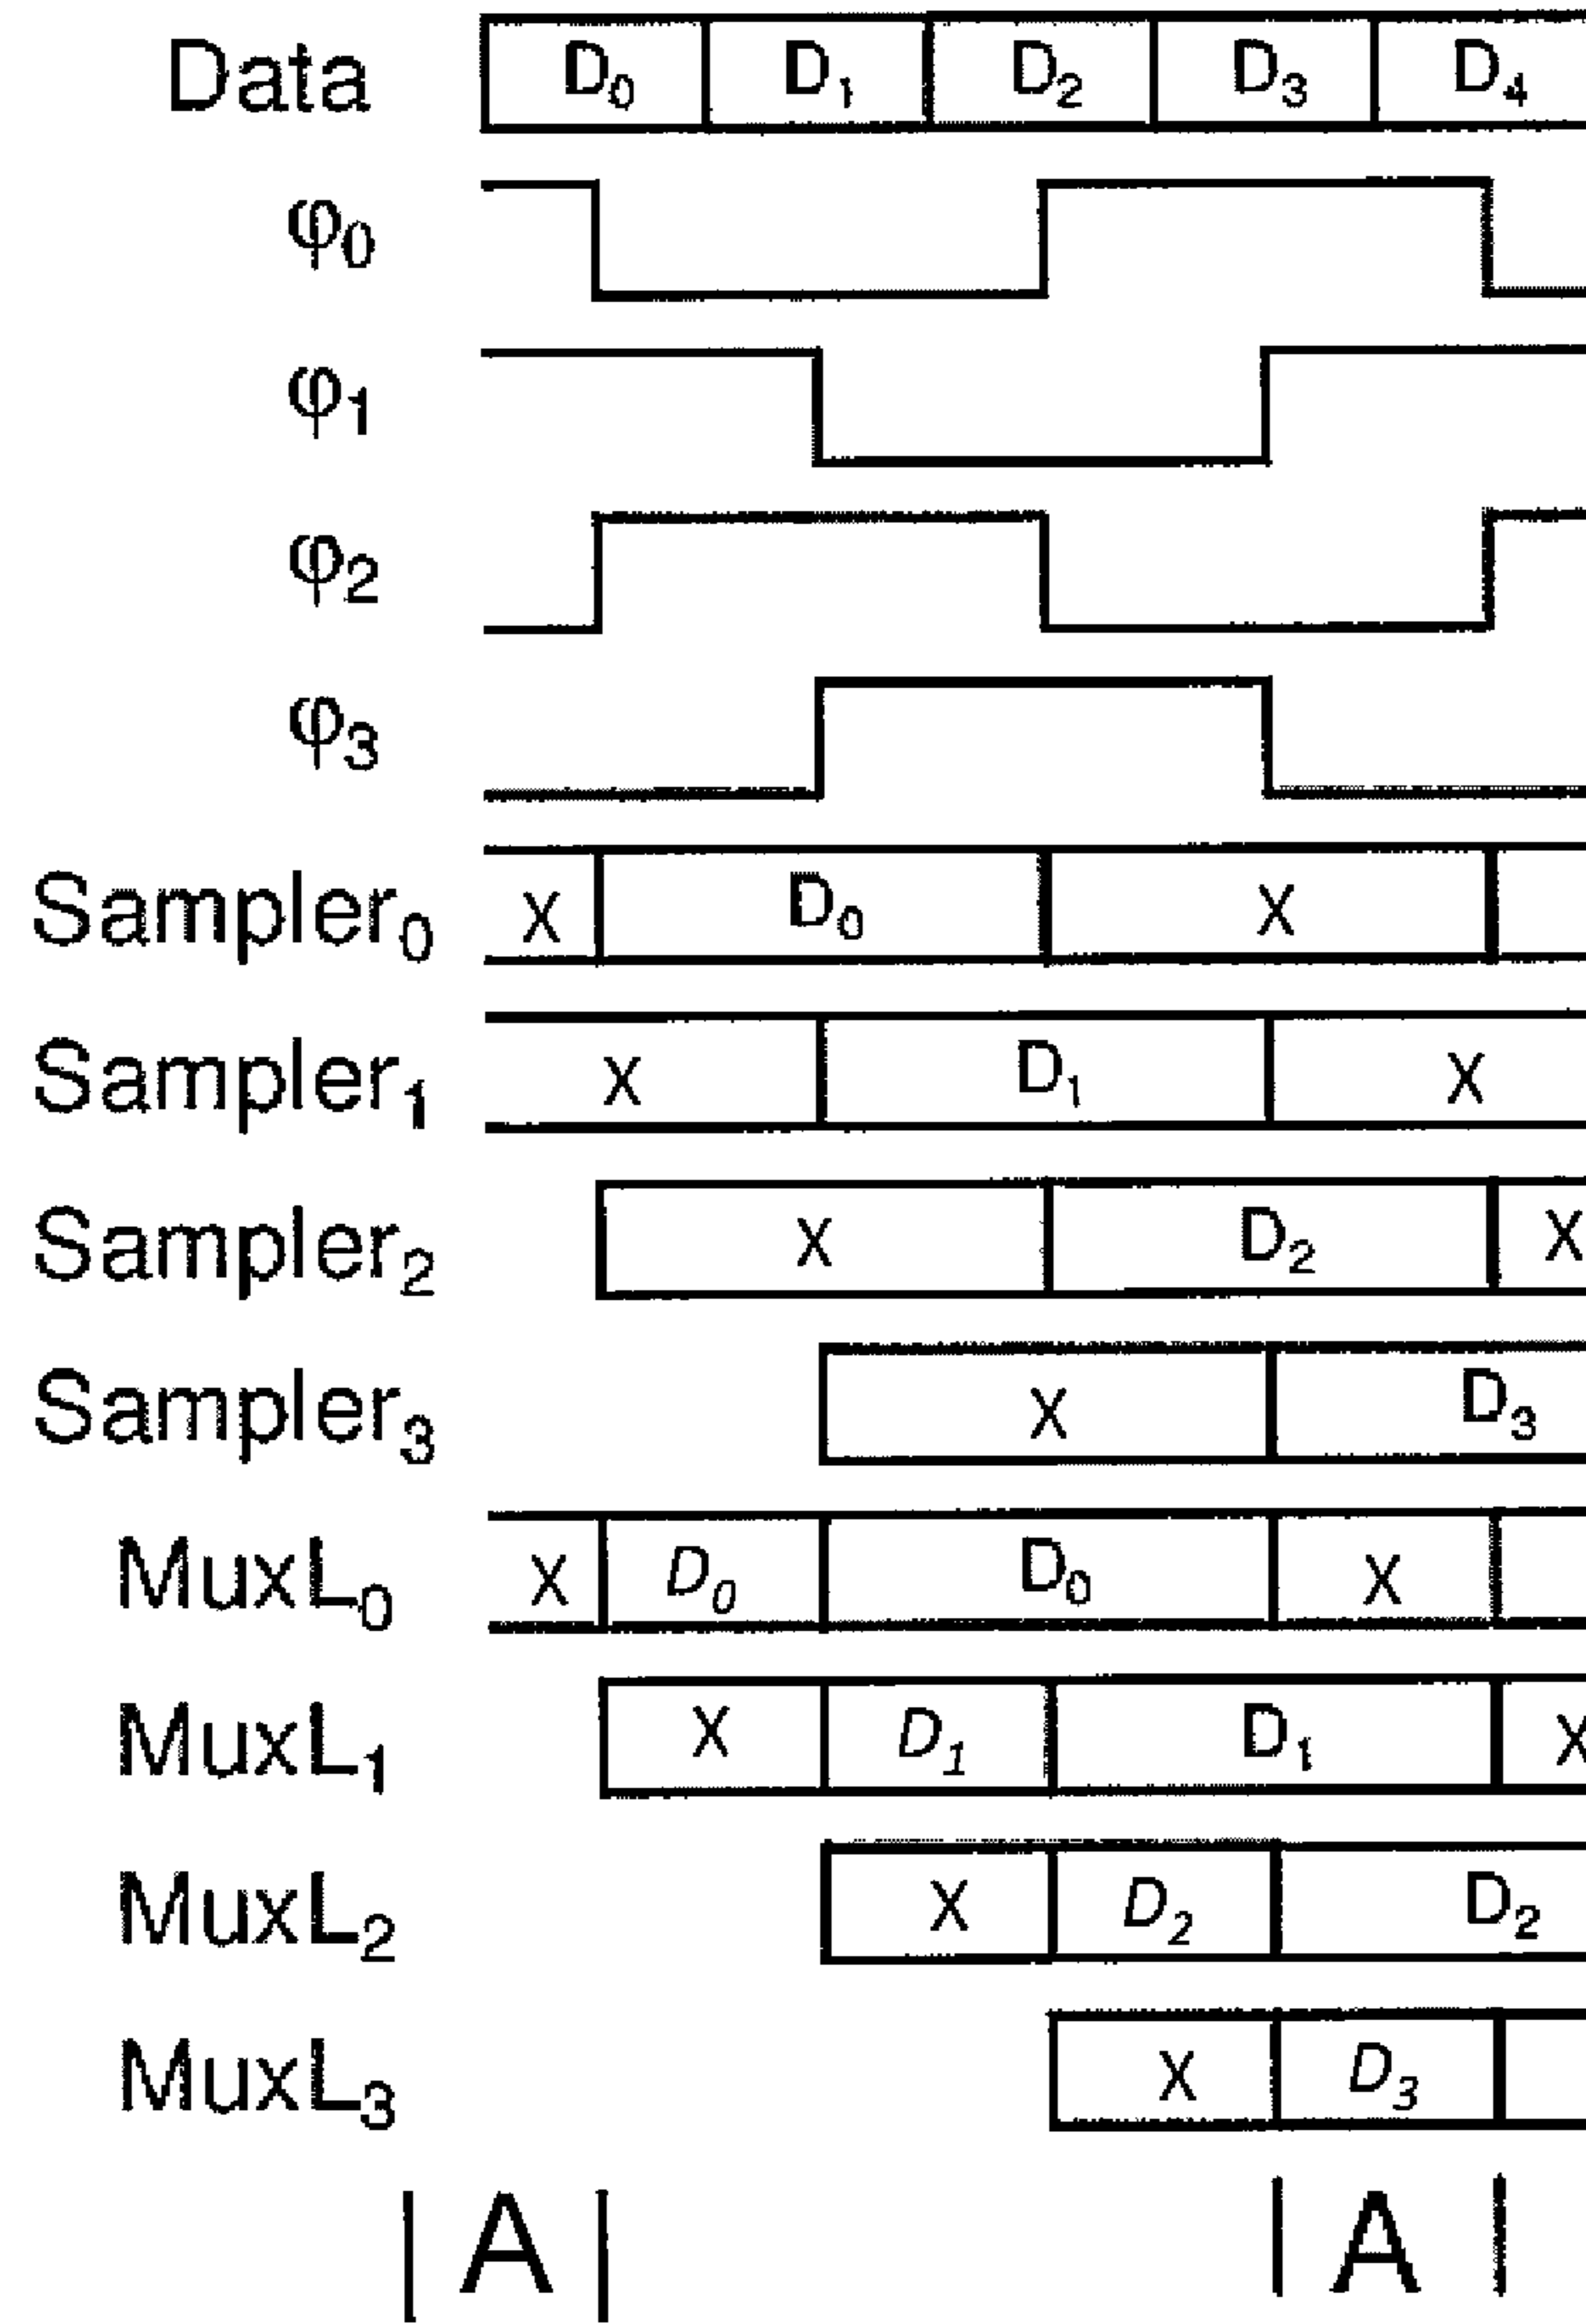 Data D₀ D₁ D₂ D₃ D₄
φ₀
φ₁
φ₂
φ₃
Sampler₀ X D₀ X
Sampler₁ X D₁ X
Sampler₂ X D₂ X
Sampler₃ X D₃
MuxL₀ X D₀ D₀ X
MuxL₁ X D₁ D₁ X
MuxL₂ X D₂ D₂
MuxL₃ X D₃
A A